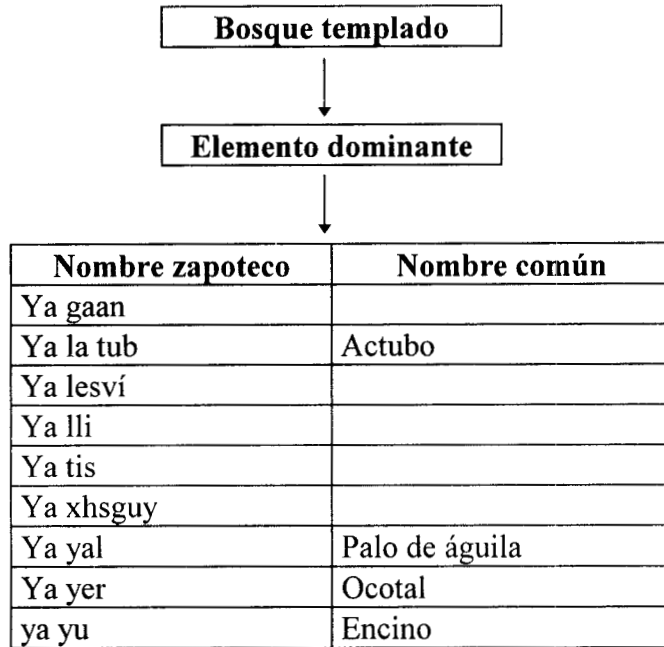 Bosque templado
Elemento dominante
Nombre zapoteco Nombre común
Ya gaan
Ya la tub Actubo
Ya lesví
Ya lli
Ya tis
Ya xhsguy
Ya yal Palo de águila
Ya yer Ocotal
ya yu Encino